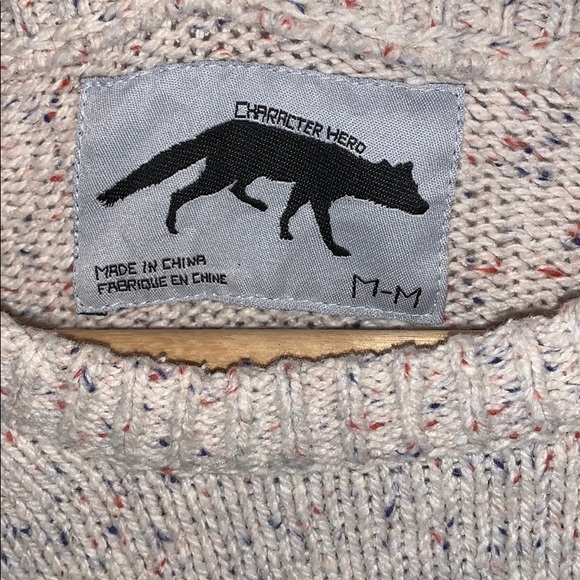 CHARACTER HERO
MADE IN CHINA
FABRIQUE EN CHINE
M-M